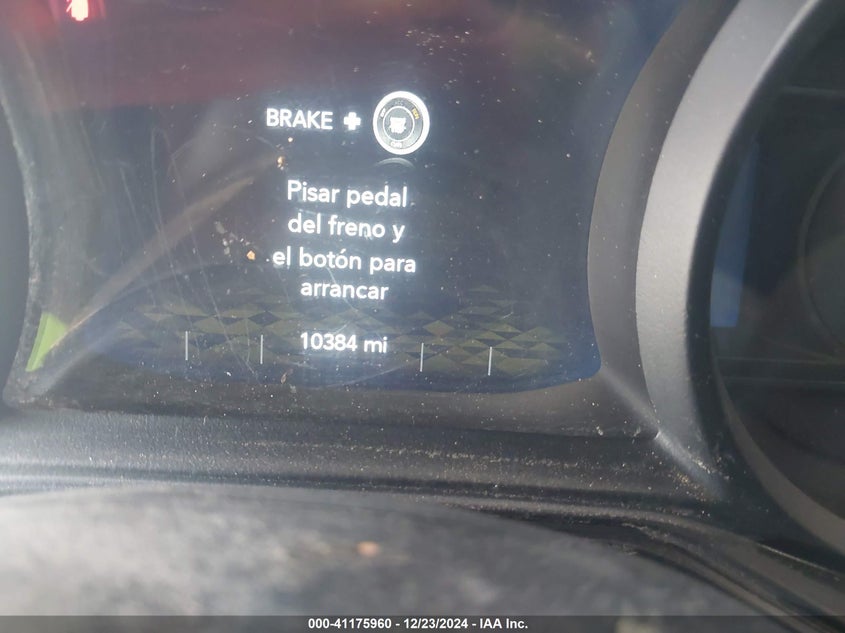 BRAKE +
Pisar pedal
del freno y
el botón para
arrancar
10384 mi
000-41175960 - 12/23/2024 - IAA Inc.